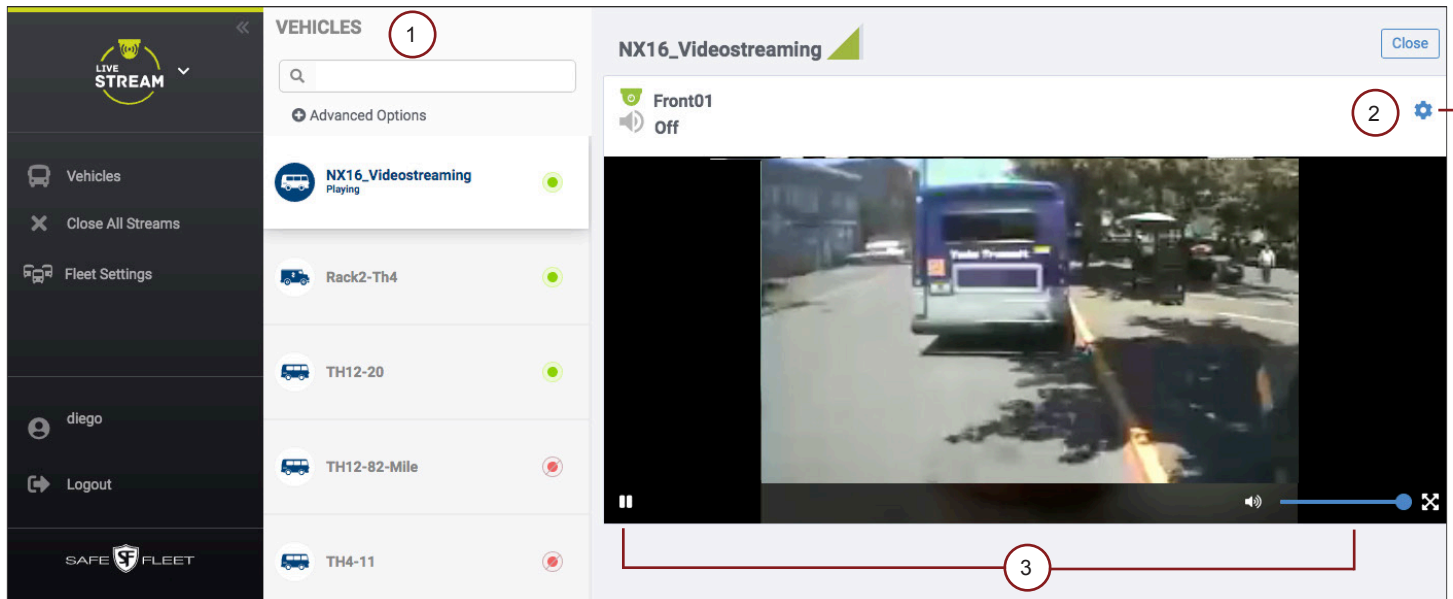 LIVE
STREAM
Vehicles
Close All Streams
Fleet Settings
diego
Logout
SAFE SF FLEET
VEHICLES
1
Advanced Options
NX16_Videostreaming
Playing
Rack2-Th4
TH12-20
TH12-82-Mile
TH4-11
NX16_Videostreaming
Close
Front01
Off
2
Transit
3